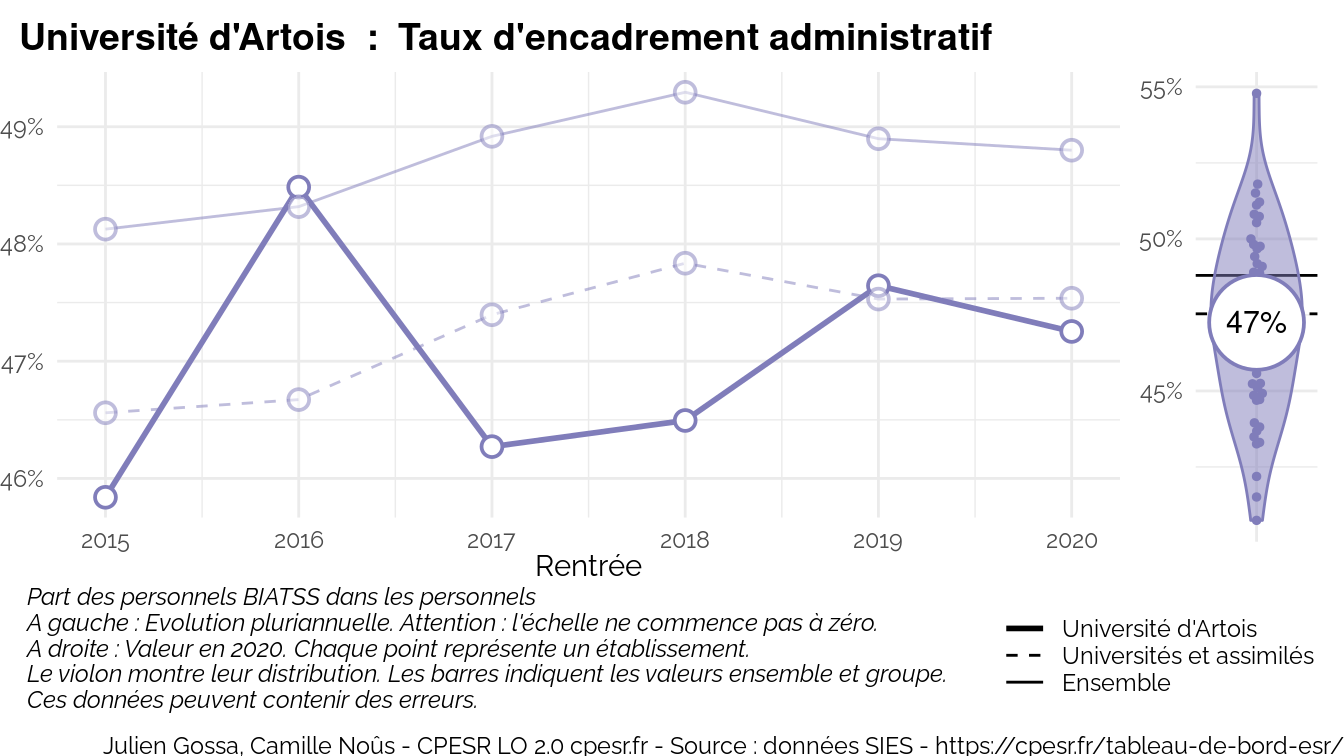 Université d'Artois : Taux d'encadrement administratif
49%
48%
47%
46%
2015 2016 2017 2018 2019 2020
Rentrée
55%
50%
45%
47%
Part des personnels BIATSS dans les personnels
A gauche : Evolution pluriannuelle. Attention : l'échelle ne commence pas à zéro.
A droite : Valeur en 2020. Chaque point représente un établissement.
Le violon montre leur distribution. Les barres indiquent les valeurs ensemble et groupe.
Ces données peuvent contenir des erreurs.
Université d'Artois
Universités et assimilés
Ensemble
Julien Gossa, Camille Noûs - CPESR LO 2.0 cpesr.fr - Source : données SIES - https://cpesr.fr/tableau-de-bord-esr/